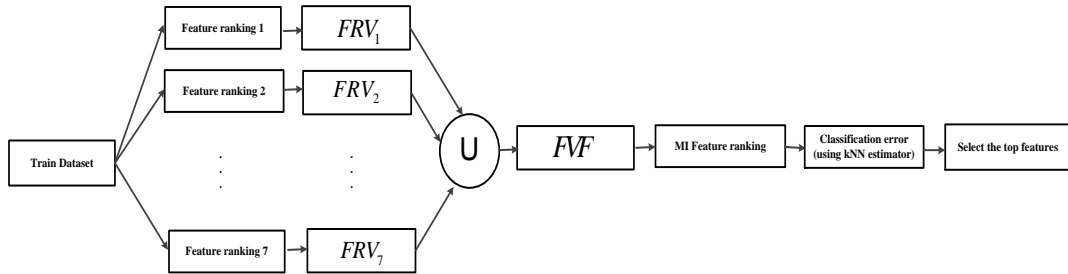 Train Dataset
Feature ranking 1
FRV1
Feature ranking 2
FRV2
Feature ranking 7
FRV7
U
FVF
MI Feature ranking
Classification error
(using kNN estimator)
Select the top features